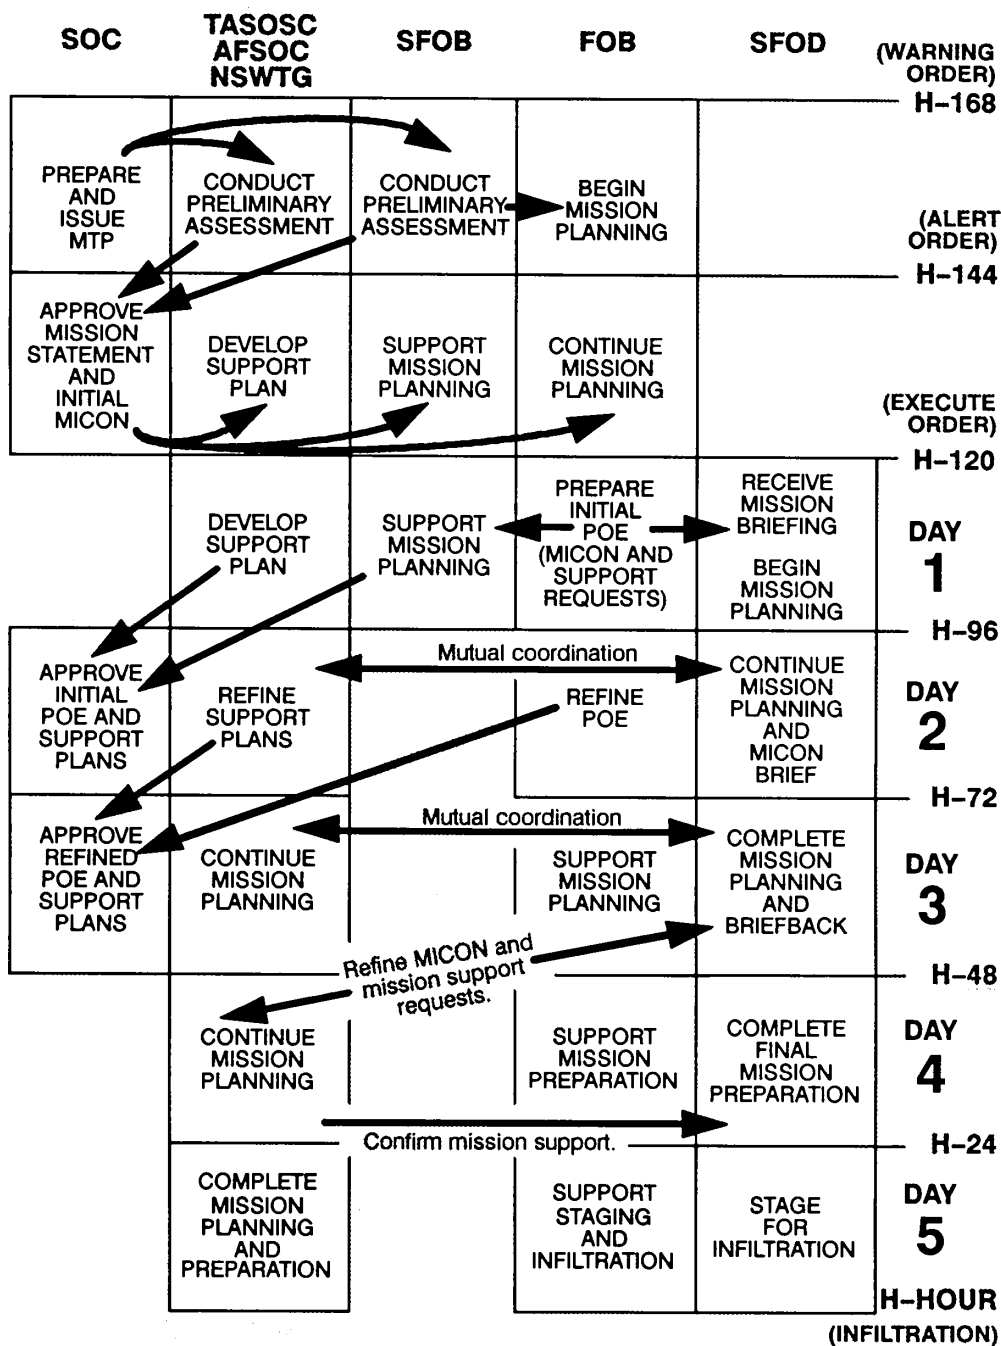 SOC
TASOSC
AFSOC
NSWTG
SFOB
FOB
SFOD
(WARNING
ORDER)
H–168
PREPARE
AND
ISSUE
MTP
CONDUCT
PRELIMINARY
ASSESSMENT
CONDUCT
PRELIMINARY
ASSESSMENT
BEGIN
MISSION
PLANNING
(ALERT
ORDER)
H–144
APPROVE
MISSION
STATEMENT
AND
INITIAL
MICON
DEVELOP
SUPPORT
PLAN
SUPPORT
MISSION
PLANNING
CONTINUE
MISSION
PLANNING
(EXECUTE
ORDER)
H–120
DEVELOP
SUPPORT
PLAN
SUPPORT
MISSION
PLANNING
PREPARE
INITIAL
POE
(MICON AND
SUPPORT
REQUESTS)
RECEIVE
MISSION
BRIEFING
BEGIN
MISSION
PLANNING
DAY
1
H–96
APPROVE
INITIAL
POE AND
SUPPORT
PLANS
REFINE
SUPPORT
PLANS
Mutual coordination
REFINE
POE
CONTINUE
MISSION
PLANNING
AND
MICON
BRIEF
DAY
2
H–72
APPROVE
REFINED
POE AND
SUPPORT
PLANS
CONTINUE
MISSION
PLANNING
Mutual coordination
SUPPORT
MISSION
PLANNING
COMPLETE
MISSION
PLANNING
AND
BRIEFBACK
DAY
3
Refine MICON and
mission support
requests.
H–48
CONTINUE
MISSION
PLANNING
SUPPORT
MISSION
PREPARATION
COMPLETE
FINAL
MISSION
PREPARATION
DAY
4
Confirm mission support.
H–24
COMPLETE
MISSION
PLANNING
AND
PREPARATION
SUPPORT
STAGING
AND
INFILTRATION
STAGE
FOR
INFILTRATION
DAY
5
H–HOUR
(INFILTRATION)